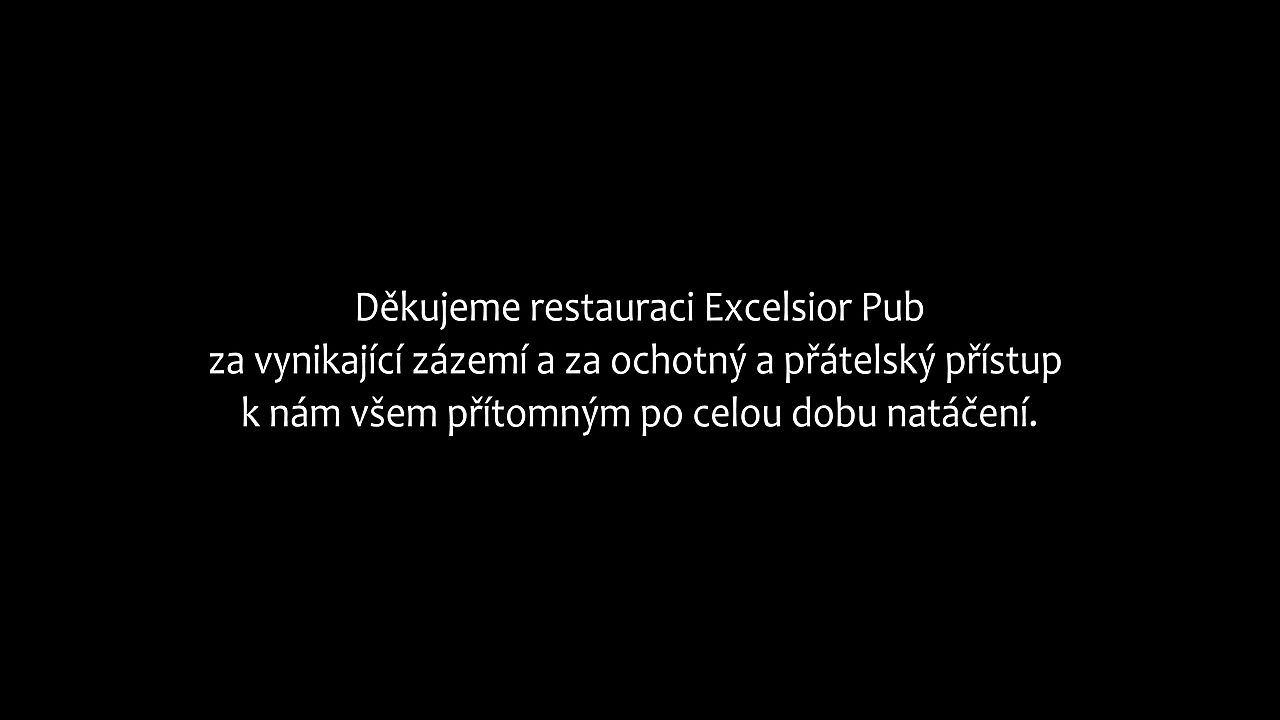 Děkujeme restauraci Excelsior Pub
za vynikající zázemí a za ochotný a přátelský přístup
k nám všem přítomným po celou dobu natáčení.